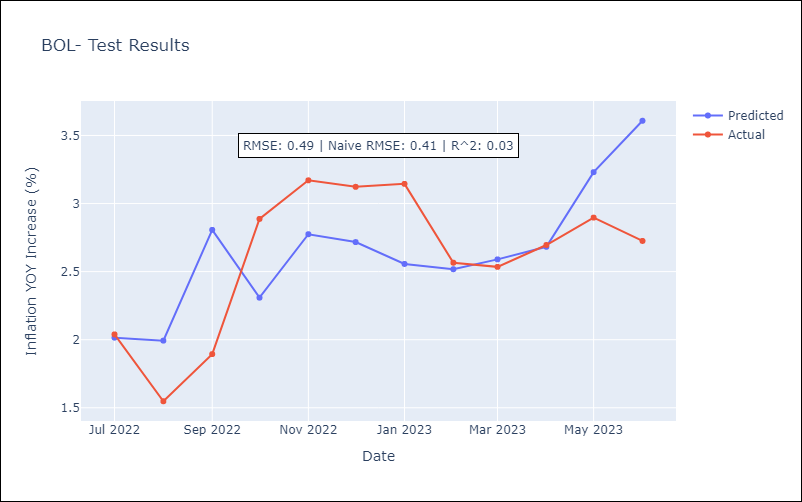 BOL- Test Results
Predicted
Actual
RMSE: 0.49 | Naive RMSE: 0.41 | R^2: 0.03
Inflation YOY Increase (%)
3.5
3
2.5
2
1.5
Jul 2022
Sep 2022
Nov 2022
Jan 2023
Mar 2023
May 2023
Date